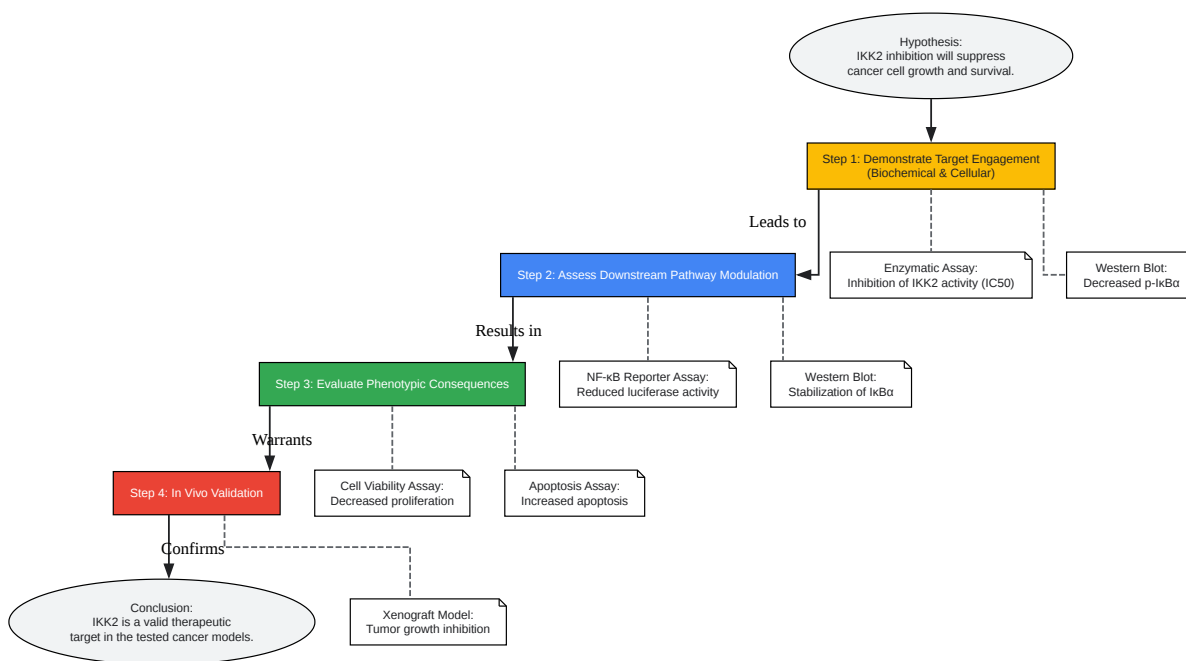 Hypothesis:
IKK2 inhibition will suppress
cancer cell growth and survival.
Step 1: Demonstrate Target Engagement
(Biochemical & Cellular)
Leads to
Enzymatic Assay:
Inhibition of IKK2 activity (IC50)
Western Blot:
Decreased p-IκBα
Step 2: Assess Downstream Pathway Modulation
Results in
NF-κB Reporter Assay:
Reduced luciferase activity
Western Blot:
Stabilization of IκBα
Step 3: Evaluate Phenotypic Consequences
Warrants
Cell Viability Assay:
Decreased proliferation
Apoptosis Assay:
Increased apoptosis
Step 4: In Vivo Validation
Confirms
Xenograft Model:
Tumor growth inhibition
Conclusion:
IKK2 is a valid therapeutic
target in the tested cancer models.